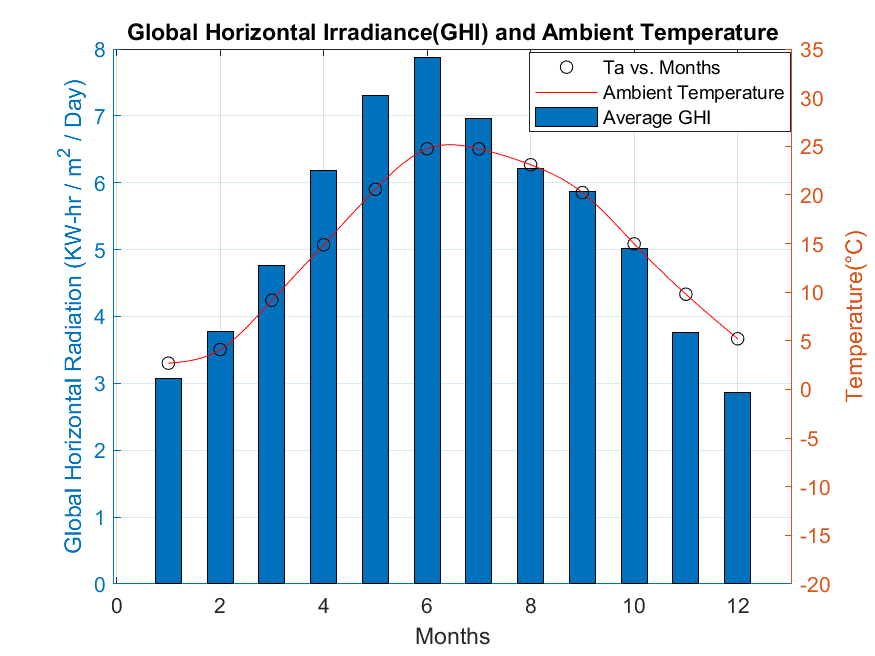 Global Horizontal Irradiance(GHI) and Ambient Temperature
Ta vs. Months
Ambient Temperature
Average GHI
Global Horizontal Radiation (KW-hr / m² / Day)
8
7
6
5
4
3
2
1
0
35
30
25
20
15
10
5
0
-5
-10
-15
-20
Temperature(°C)
0 2 4 6 8 10 12
Months